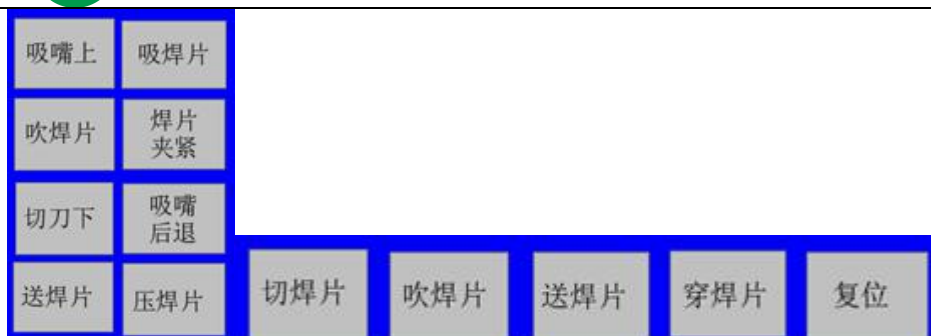 吸嘴上 吸焊片
吹焊片 焊片
夹紧
切刀下 吸嘴
后退
送焊片 压焊片
切焊片 吹焊片 送焊片 穿焊片 复位